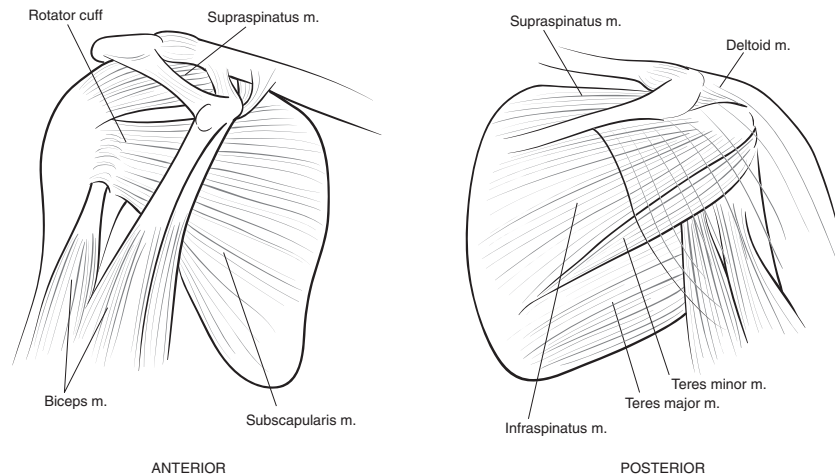 Rotator cuff
Supraspinatus m.
Biceps m.
Subscapularis m.
ANTERIOR
Supraspinatus m.
Deltoid m.
Teres minor m.
Teres major m.
Infraspinatus m.
POSTERIOR